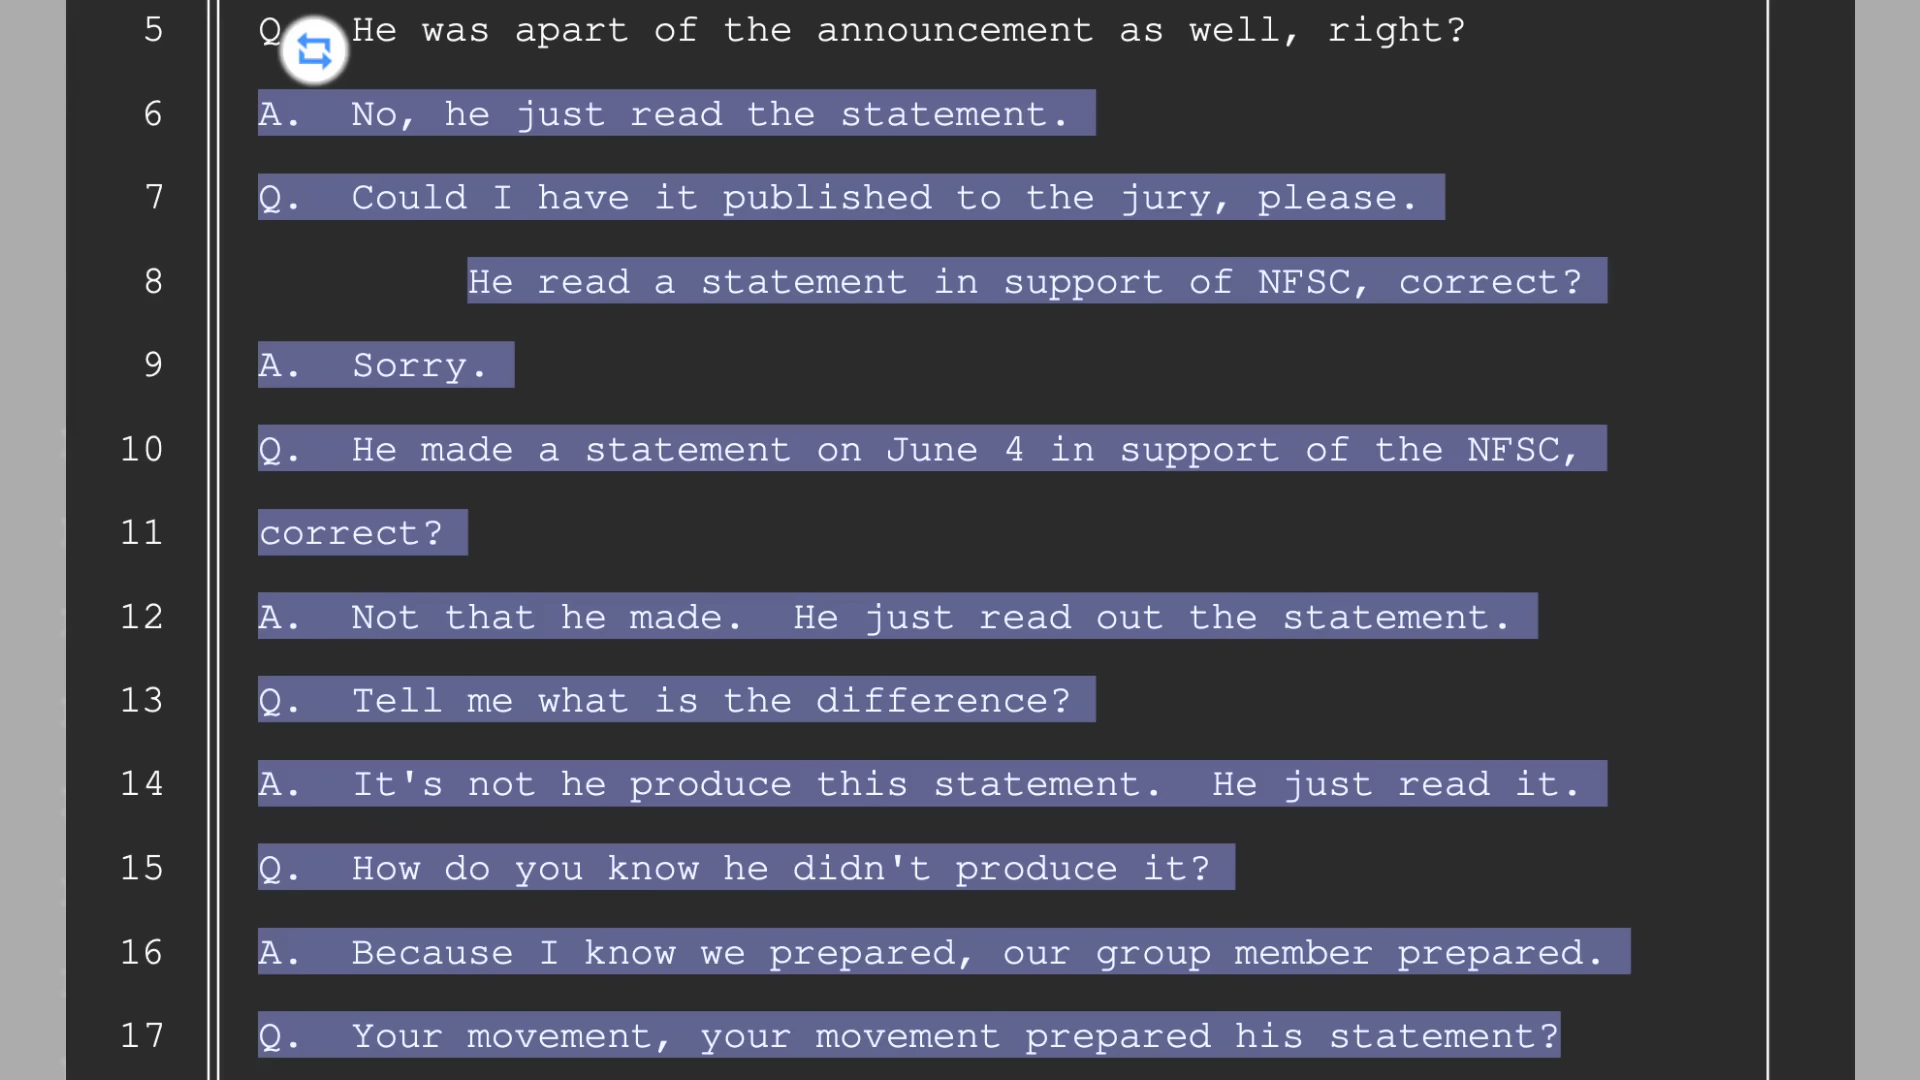 5 Q. He was apart of the announcement as well, right?
6 A. No, he just read the statement.
7 Q. Could I have it published to the jury, please.
8 He read a statement in support of NFSC, correct?
9 A. Sorry.
10 Q. He made a statement on June 4 in support of the NFSC,
11 correct?
12 A. Not that he made. He just read out the statement.
13 Q. Tell me what is the difference?
14 A. It's not he produce this statement. He just read it.
15 Q. How do you know he didn't produce it?
16 A. Because I know we prepared, our group member prepared.
17 Q. Your movement, your movement prepared his statement?